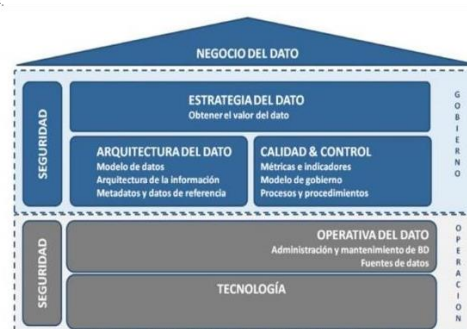 NEGOCIO DEL DATO
SEGURIDAD
ESTRATEGIA DEL DATO
Obtener el valor del dato
ARQUITECTURA DEL DATO
Modelo de datos
Arquitectura de la información
Metadatos y datos de referencia
CALIDAD & CONTROL
Métricas e indicadores
Modelo de gobierno
Procesos y procedimientos
GOBIERNO
SEGURIDAD
OPERATIVA DEL DATO
Administración y mantenimiento de BD
Fuentes de datos
TECNOLOGÍA
OPERACION